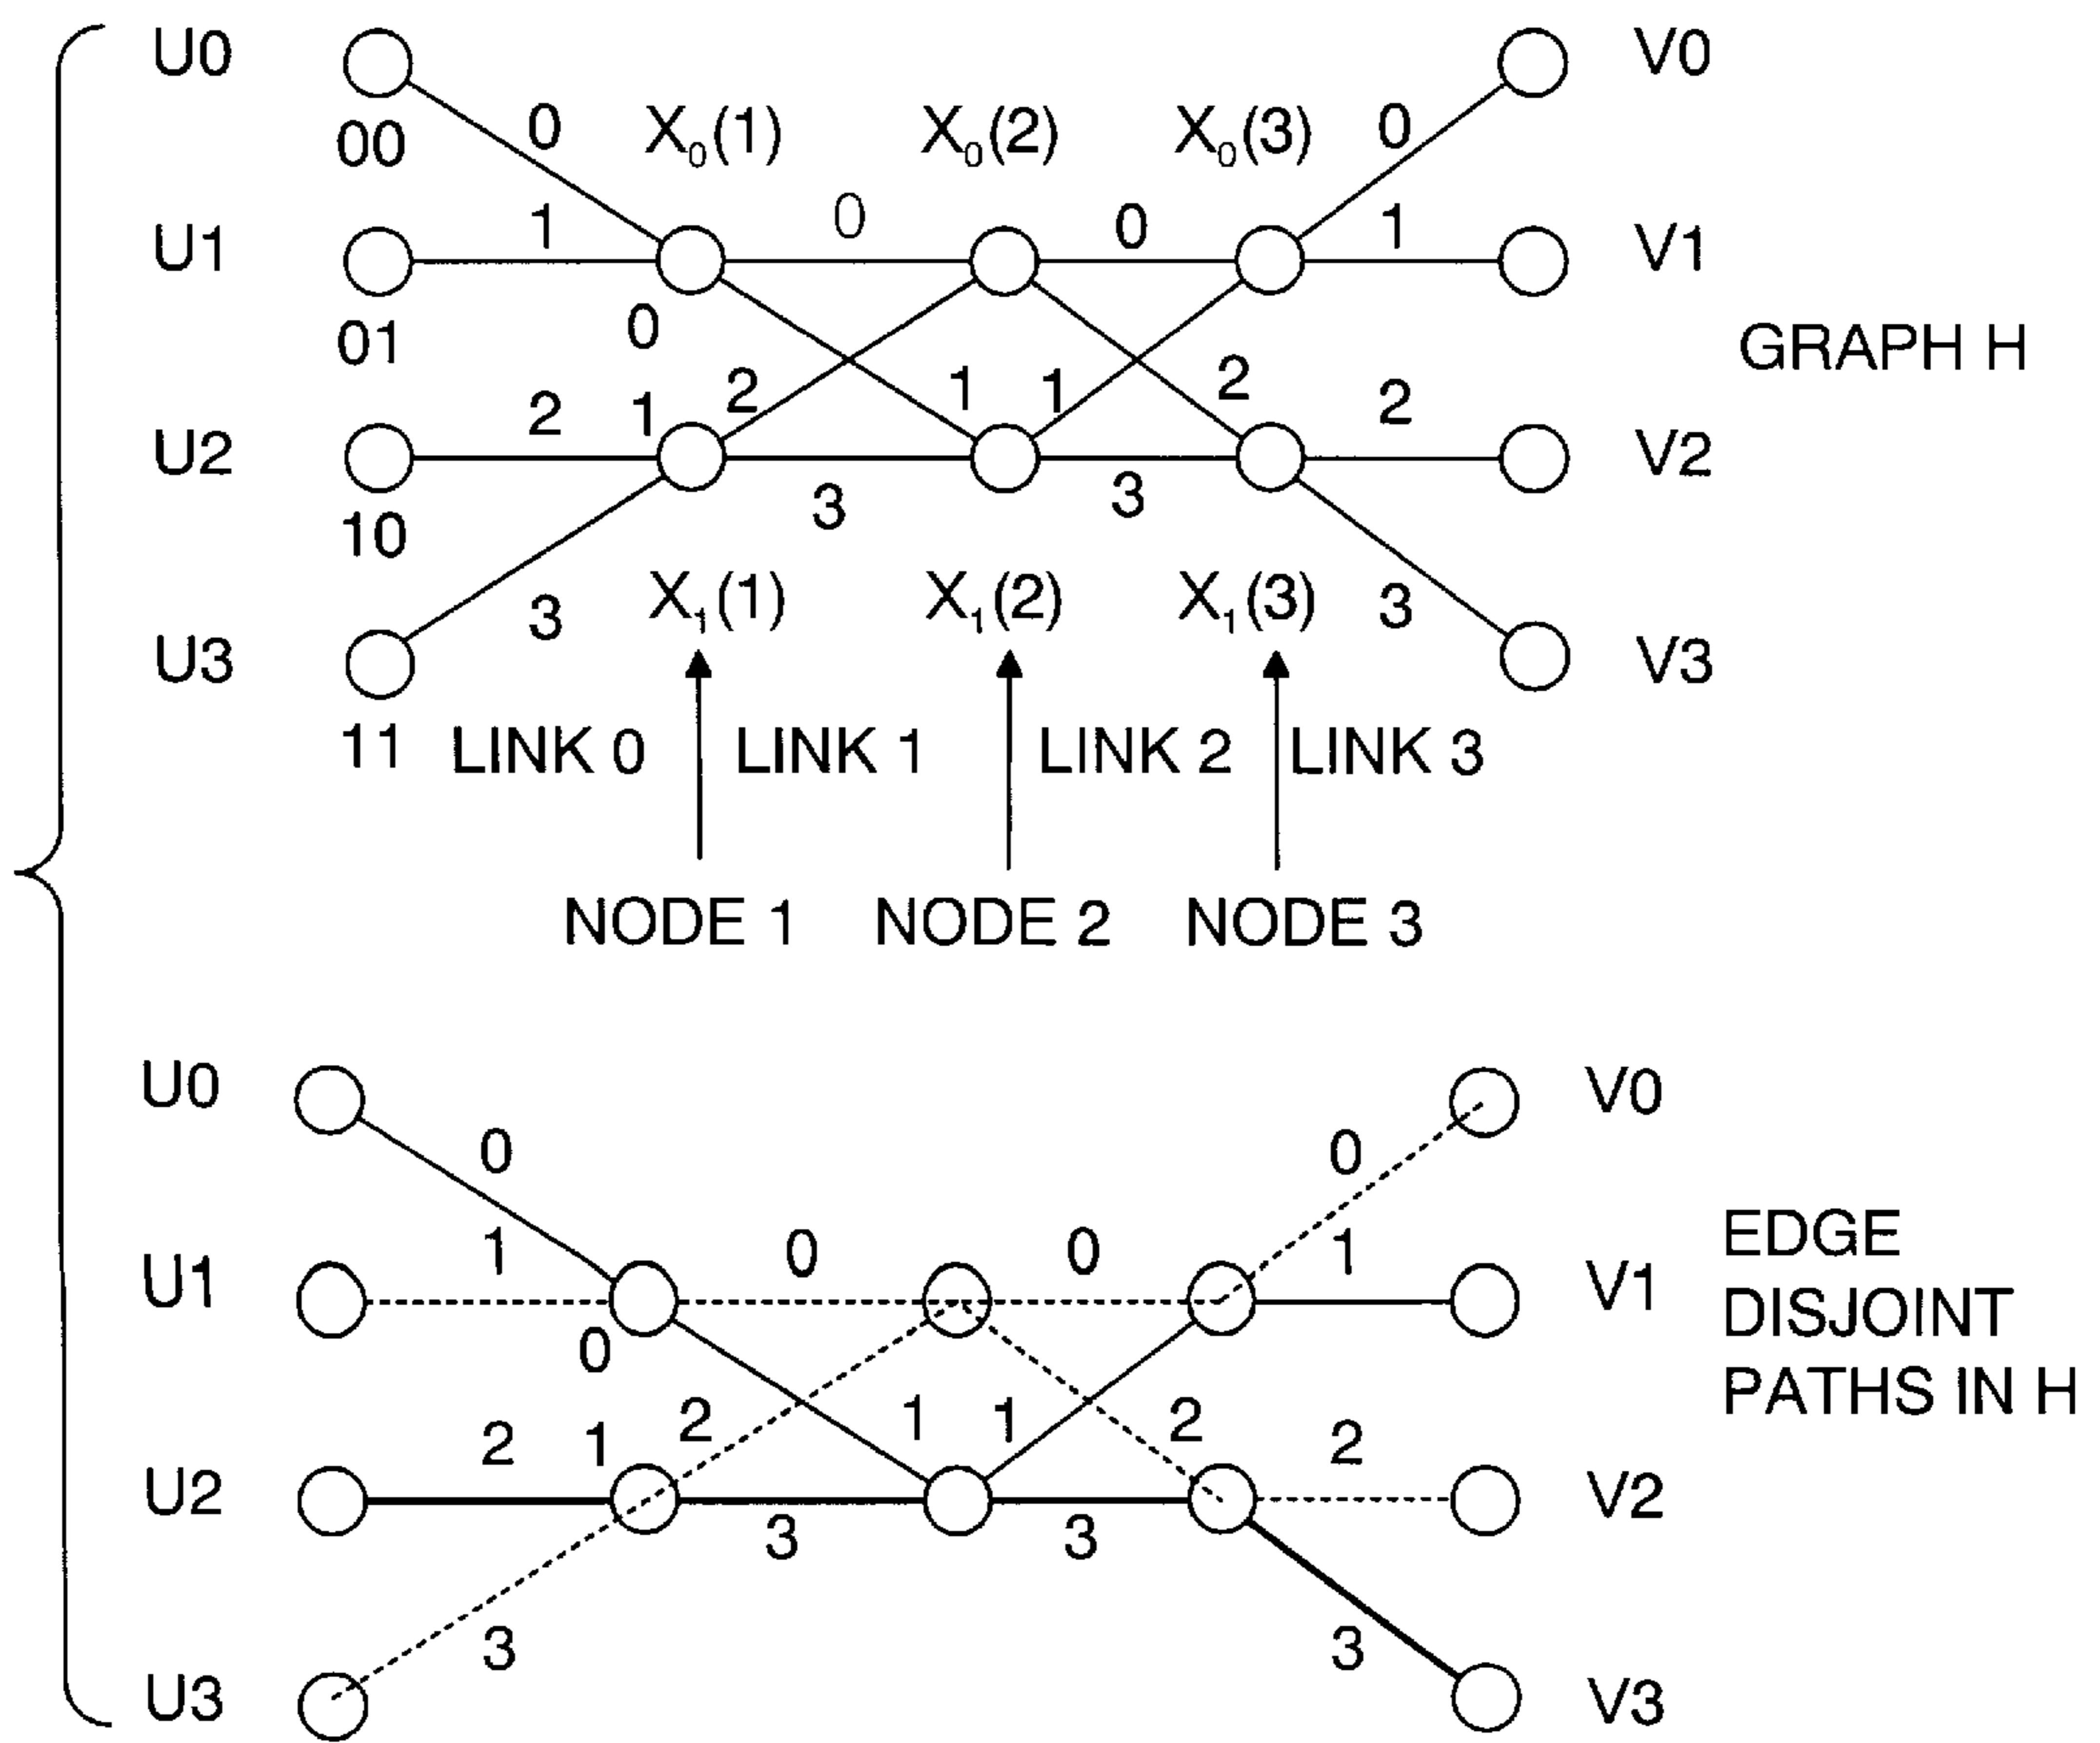 U0 V0
00 0 X₀(1) X₀(2) X₀(3) 0
U1 1 0 0 1 V1
01 0 GRAPH H
2 1 2 1 1 2 2
U2 V2
10 3 3
3 X₁(1) X₁(2) X₁(3) 3
U3 V3
11 LINK 0 LINK 1 LINK 2 LINK 3
NODE 1 NODE 2 NODE 3
U0 V0
0 0
U1 1 0 0 1 V1
EDGE
DISJOINT
PATHS IN H
0
2 1 2 1 1 2 2
U2 V2
3 3
3 3
U3 V3